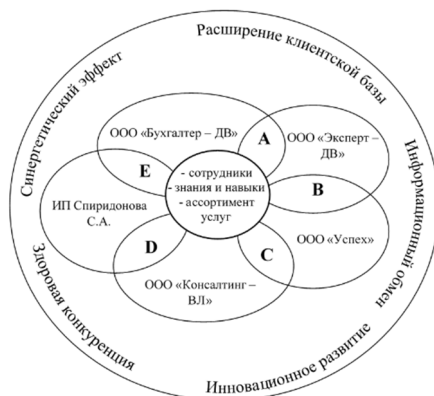 Расширение клиентской базы
Синергетический эффект
ООО «Бухгалтер – ДВ»
A
ООО «Эксперт –
ДВ»
E
- сотрудники
- знания и навыки
- ассортимент
услуг
B
ИП Спиридонова
С.А.
Информационный обмен
D
C
ООО «Успех»
ООО «Консалтинг –
ВЛ»
Здоровая конкуренция
Инновационное развитие